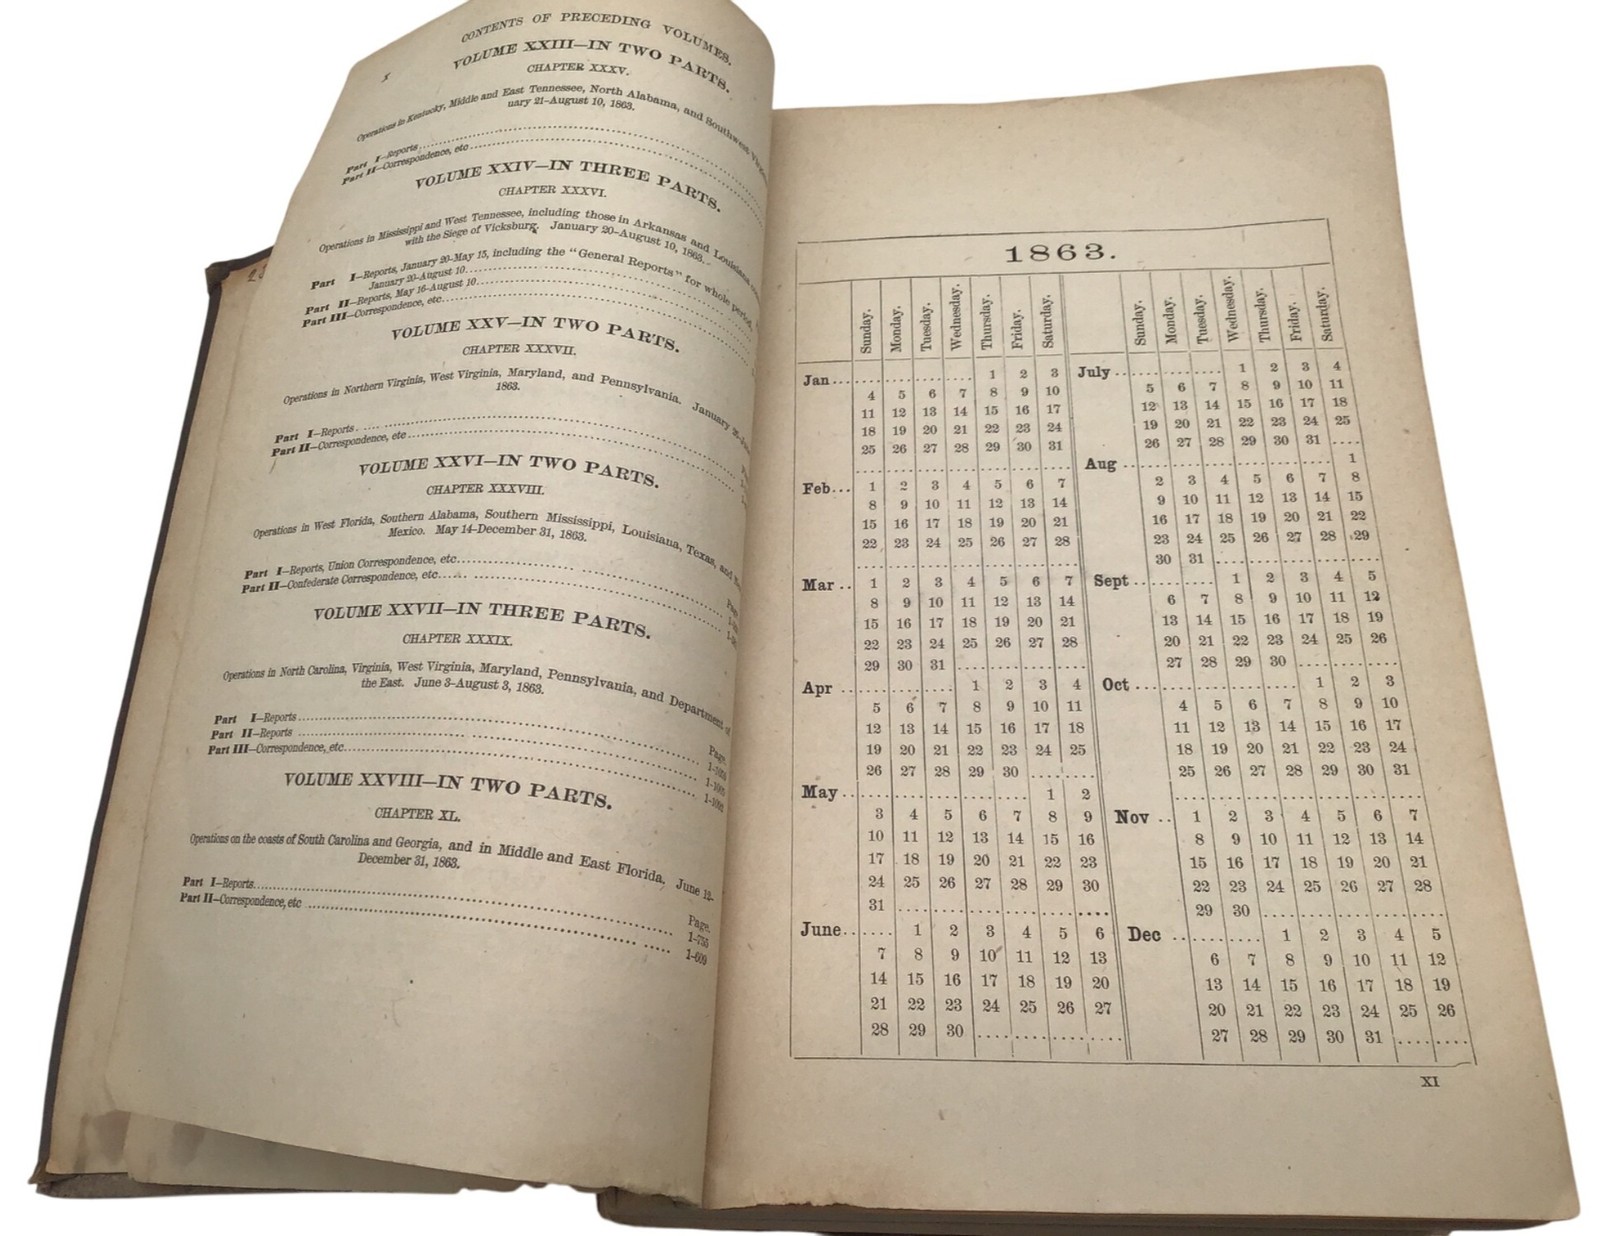 x
CONTENTS OF PRECEDING VOLUMES.
VOLUME XXIII—IN TWO PARTS.
CHAPTER XXXV.
Operations in Kentucky, Middle and East Tennessee, North Alabama, and Southwest
uary 21–August 10, 1863.
Part I—Reports
Part II—Correspondence, etc
VOLUME XXIV—IN THREE PARTS.
CHAPTER XXXVI.
Operations in Mississippi and West Tennessee, including those in Arkansas and Louisiana
with the Siege of Vicksburg. January 20–August 10, 1863.
Part I—Reports, January 20–May 15, including the "General Reports" for whole period,
January 20–August 10
Part II—Reports, May 16–August 10
Part III—Correspondence, etc
VOLUME XXV—IN TWO PARTS.
CHAPTER XXXVII.
Operations in Northern Virginia, West Virginia, Maryland, and Pennsylvania. January
1863.
Part I—Reports
Part II—Correspondence, etc
VOLUME XXVI—IN TWO PARTS.
CHAPTER XXXVIII.
Operations in West Florida, Southern Alabama, Southern Mississippi, Louisiana, Texas, and
Mexico. May 14–December 31, 1863.
Part I—Reports, Union Correspondence, etc
Part II—Confederate Correspondence, etc
VOLUME XXVII—IN THREE PARTS.
CHAPTER XXXIX.
Operations in North Carolina, Virginia, West Virginia, Maryland, Pennsylvania, and Department of
the East. June 3–August 3, 1863.
Page.
Part I—Reports
Part II—Reports
Part III—Correspondence, etc
VOLUME XXVIII—IN TWO PARTS.
CHAPTER XL.
Operations on the coasts of South Carolina and Georgia, and in Middle and East Florida. June 12–
December 31, 1863.
Page.
Part I—Reports 1-755
Part II—Correspondence, etc 1-609
1863.
Sunday. Monday. Tuesday. Wednesday. Thursday. Friday. Saturday.
Jan 1 2 3
4 5 6 7 8 9 10
11 12 13 14 15 16 17
18 19 20 21 22 23 24
25 26 27 28 29 30 31
Feb 1 2 3 4 5 6 7
8 9 10 11 12 13 14
15 16 17 18 19 20 21
22 23 24 25 26 27 28
Mar 1 2 3 4 5 6 7
8 9 10 11 12 13 14
15 16 17 18 19 20 21
22 23 24 25 26 27 28
29 30 31
Apr 1 2 3 4
5 6 7 8 9 10 11
12 13 14 15 16 17 18
19 20 21 22 23 24 25
26 27 28 29 30
May 1 2
3 4 5 6 7 8 9
10 11 12 13 14 15 16
17 18 19 20 21 22 23
24 25 26 27 28 29 30
31
June 1 2 3 4 5 6
7 8 9 10 11 12 13
14 15 16 17 18 19 20
21 22 23 24 25 26 27
28 29 30
Sunday. Monday. Tuesday. Wednesday. Thursday. Friday. Saturday.
July 1 2 3 4
5 6 7 8 9 10 11
12 13 14 15 16 17 18
19 20 21 22 23 24 25
26 27 28 29 30 31
Aug 1
2 3 4 5 6 7 8
9 10 11 12 13 14 15
16 17 18 19 20 21 22
23 24 25 26 27 28 29
30 31
Sept 1 2 3 4 5
6 7 8 9 10 11 12
13 14 15 16 17 18 19
20 21 22 23 24 25 26
27 28 29 30
Oct 1 2 3
4 5 6 7 8 9 10
11 12 13 14 15 16 17
18 19 20 21 22 23 24
25 26 27 28 29 30 31
Nov 1 2 3 4 5 6 7
8 9 10 11 12 13 14
15 16 17 18 19 20 21
22 23 24 25 26 27 28
29 30
Dec 1 2 3 4 5
6 7 8 9 10 11 12
13 14 15 16 17 18 19
20 21 22 23 24 25 26
27 28 29 30 31
XI